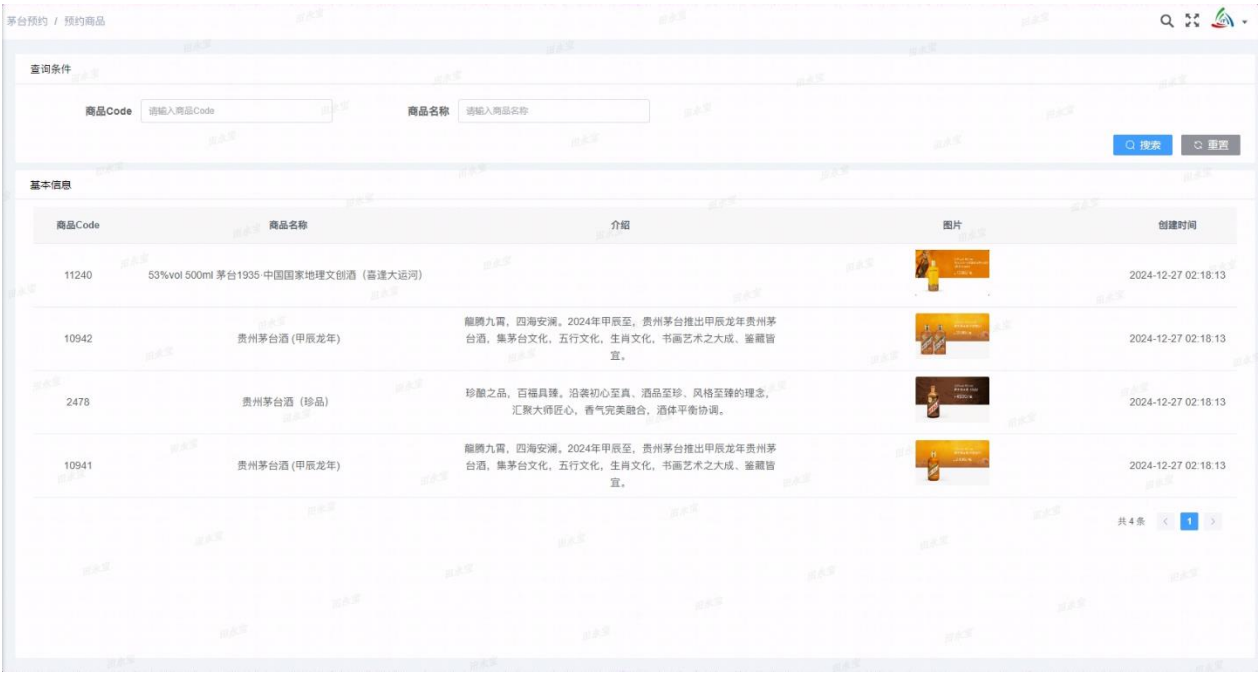 茅台预约 / 预约商品
查询条件
商品Code 请输入商品Code 商品名称 请输入商品名称
搜索 重置
基本信息
商品Code 商品名称 介绍 图片 创建时间
11240 53%vol 500ml 茅台1935·中国国家地理文创酒（喜逢大运河） 2024-12-27 02:18:13
龍腾九霄，四海安澜。2024年甲辰至，贵州茅台推出甲辰龙年贵州茅
10942 贵州茅台酒 (甲辰龙年) 台酒，集茅台文化，五行文化，生肖文化，书画艺术之大成、鉴藏皆 2024-12-27 02:18:13
宜。
珍酿之品，百福具臻。沿袭初心至真、酒品至珍、风格至臻的理念，
2478 贵州茅台酒（珍品） 2024-12-27 02:18:13
汇聚大师匠心，香气完美融合，酒体平衡协调。
龍腾九霄，四海安澜。2024年甲辰至，贵州茅台推出甲辰龙年贵州茅
10941 贵州茅台酒 (甲辰龙年) 台酒，集茅台文化，五行文化，生肖文化，书画艺术之大成、鉴藏皆 2024-12-27 02:18:13
宜。
共 4 条 < 1 >